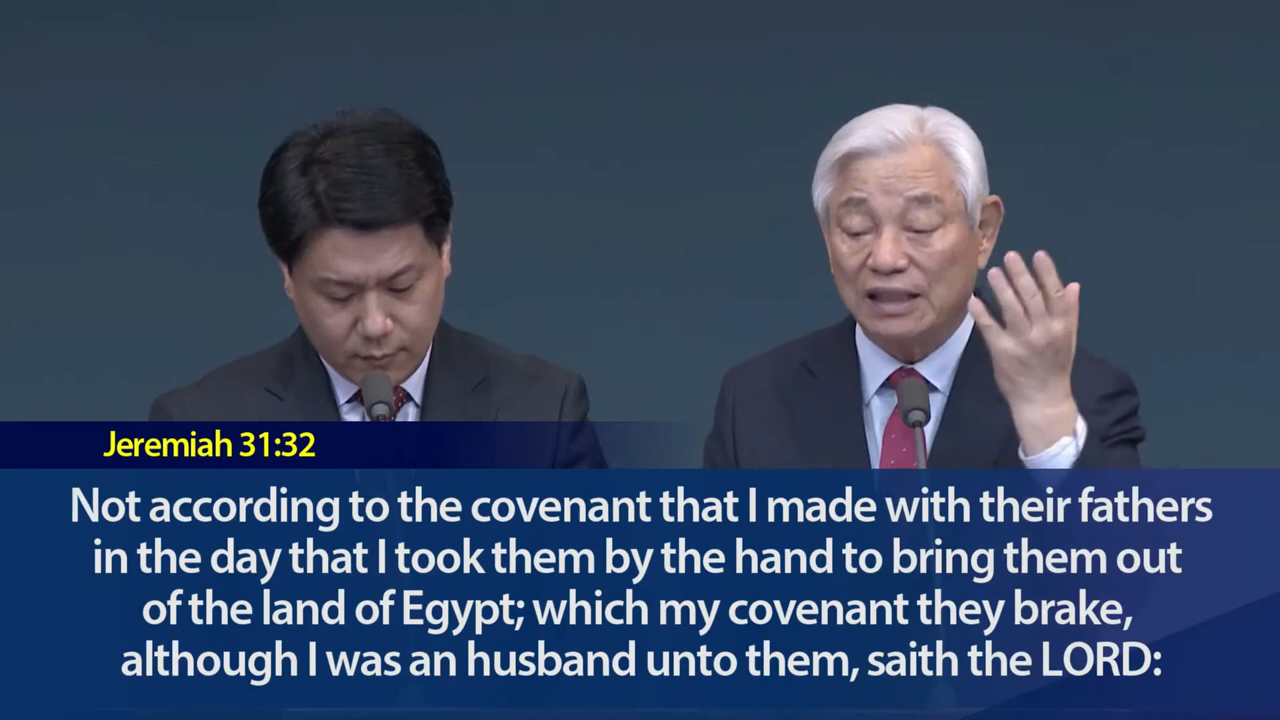 Jeremiah 31:32
Not according to the covenant that I made with their fathers
in the day that I took them by the hand to bring them out
of the land of Egypt; which my covenant they brake,
although I was an husband unto them, saith the LORD: